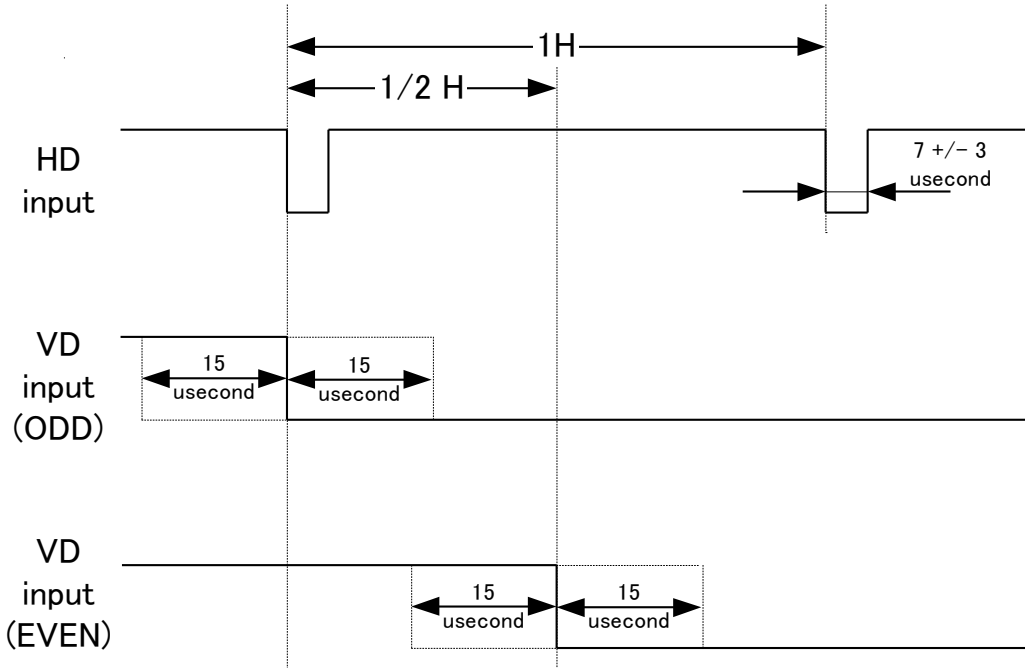 1H
1/2 H
HD
input
7 +/- 3
usecond
VD
input
(ODD)
15
usecond
15
usecond
VD
input
(EVEN)
15
usecond
15
usecond